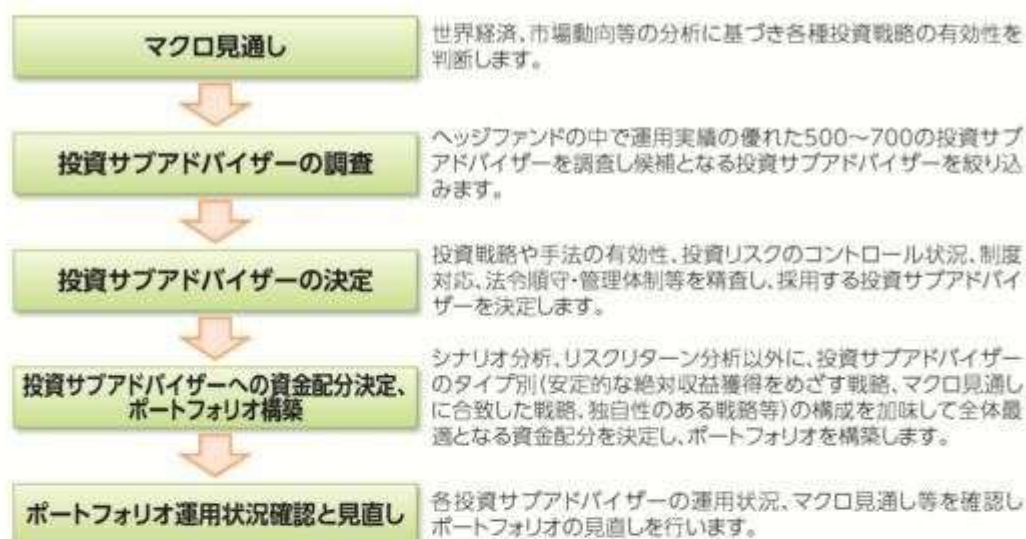 マクロ見通し
世界経済、市場動向等の分析に基づき各種投資戦略の有効性を
判断します。
投資サブアドバイザーの調査
ヘッジファンドの中で運用実績の優れた500～700の投資サブ
アドバイザーを調査し候補となる投資サブアドバイザーを絞り込
みます。
投資サブアドバイザーの決定
投資戦略や手法の有効性、投資リスクのコントロール状況、制度
対応、法令順守・管理体制等を精査し、採用する投資サブアドバイ
ザーを決定します。
投資サブアドバイザーへの資金配分決定、
ポートフォリオ構築
シナリオ分析、リスクリターン分析以外に、投資サブアドバイザー
のタイプ別(安定的な絶対収益獲得をめざす戦略、マクロ見通し
に合致した戦略、独自性のある戦略等)の構成を加味して全体最
適となる資金配分を決定し、ポートフォリオを構築します。
ポートフォリオ運用状況確認と見直し
各投資サブアドバイザーの運用状況、マクロ見通し等を確認し
ポートフォリオの見直しを行います。